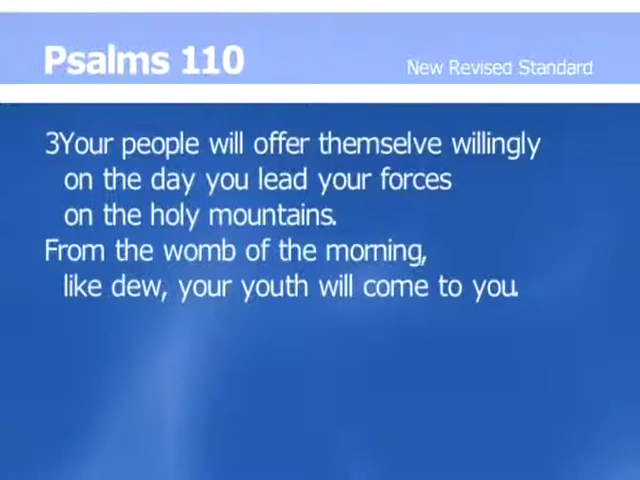 Psalms 110
New Revised Standard
3Your people will offer themselve willingly
on the day you lead your forces
on the holy mountains.
From the womb of the morning,
like dew, your youth will come to you.